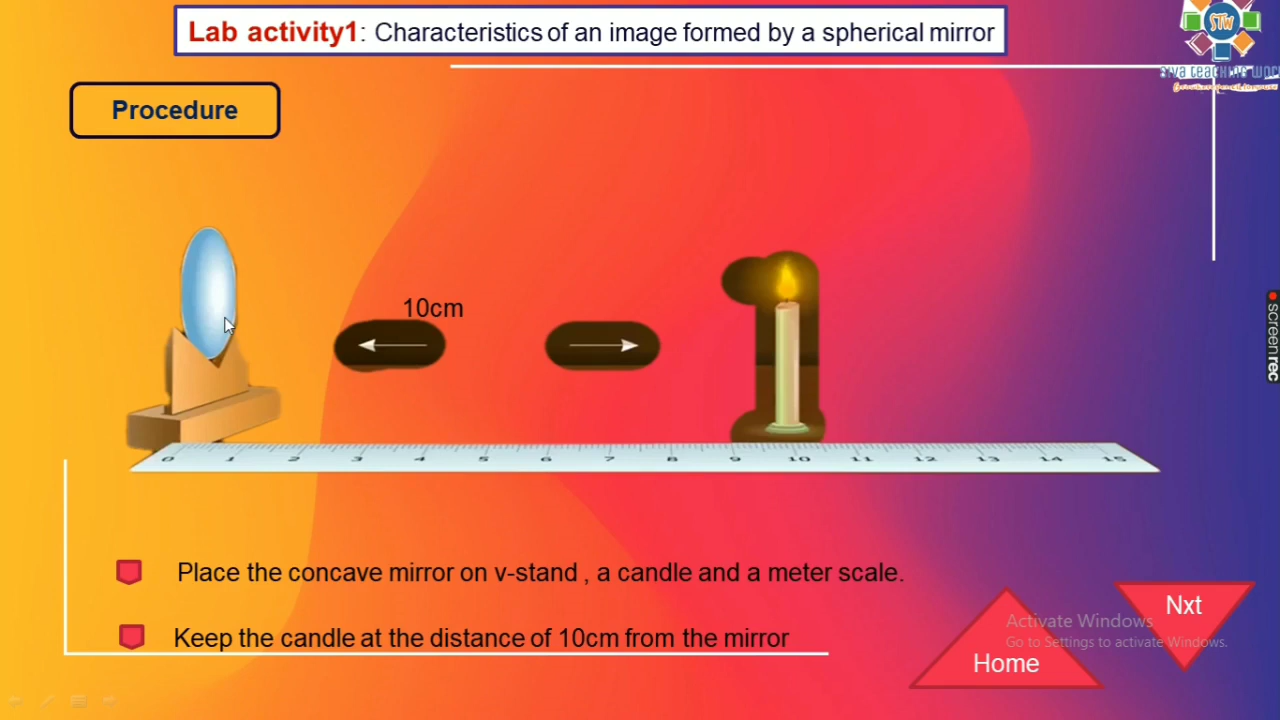 Lab activity1: Characteristics of an image formed by a spherical mirror
STW
Procedure
10cm
0 1 2 3 4 5 6 7 8 9 10 11 12 13 14 15
screenrec
Place the concave mirror on v-stand , a candle and a meter scale.
Keep the candle at the distance of 10cm from the mirror
Nxt
Home
Activate Windows
Go to Settings to activate Windows.